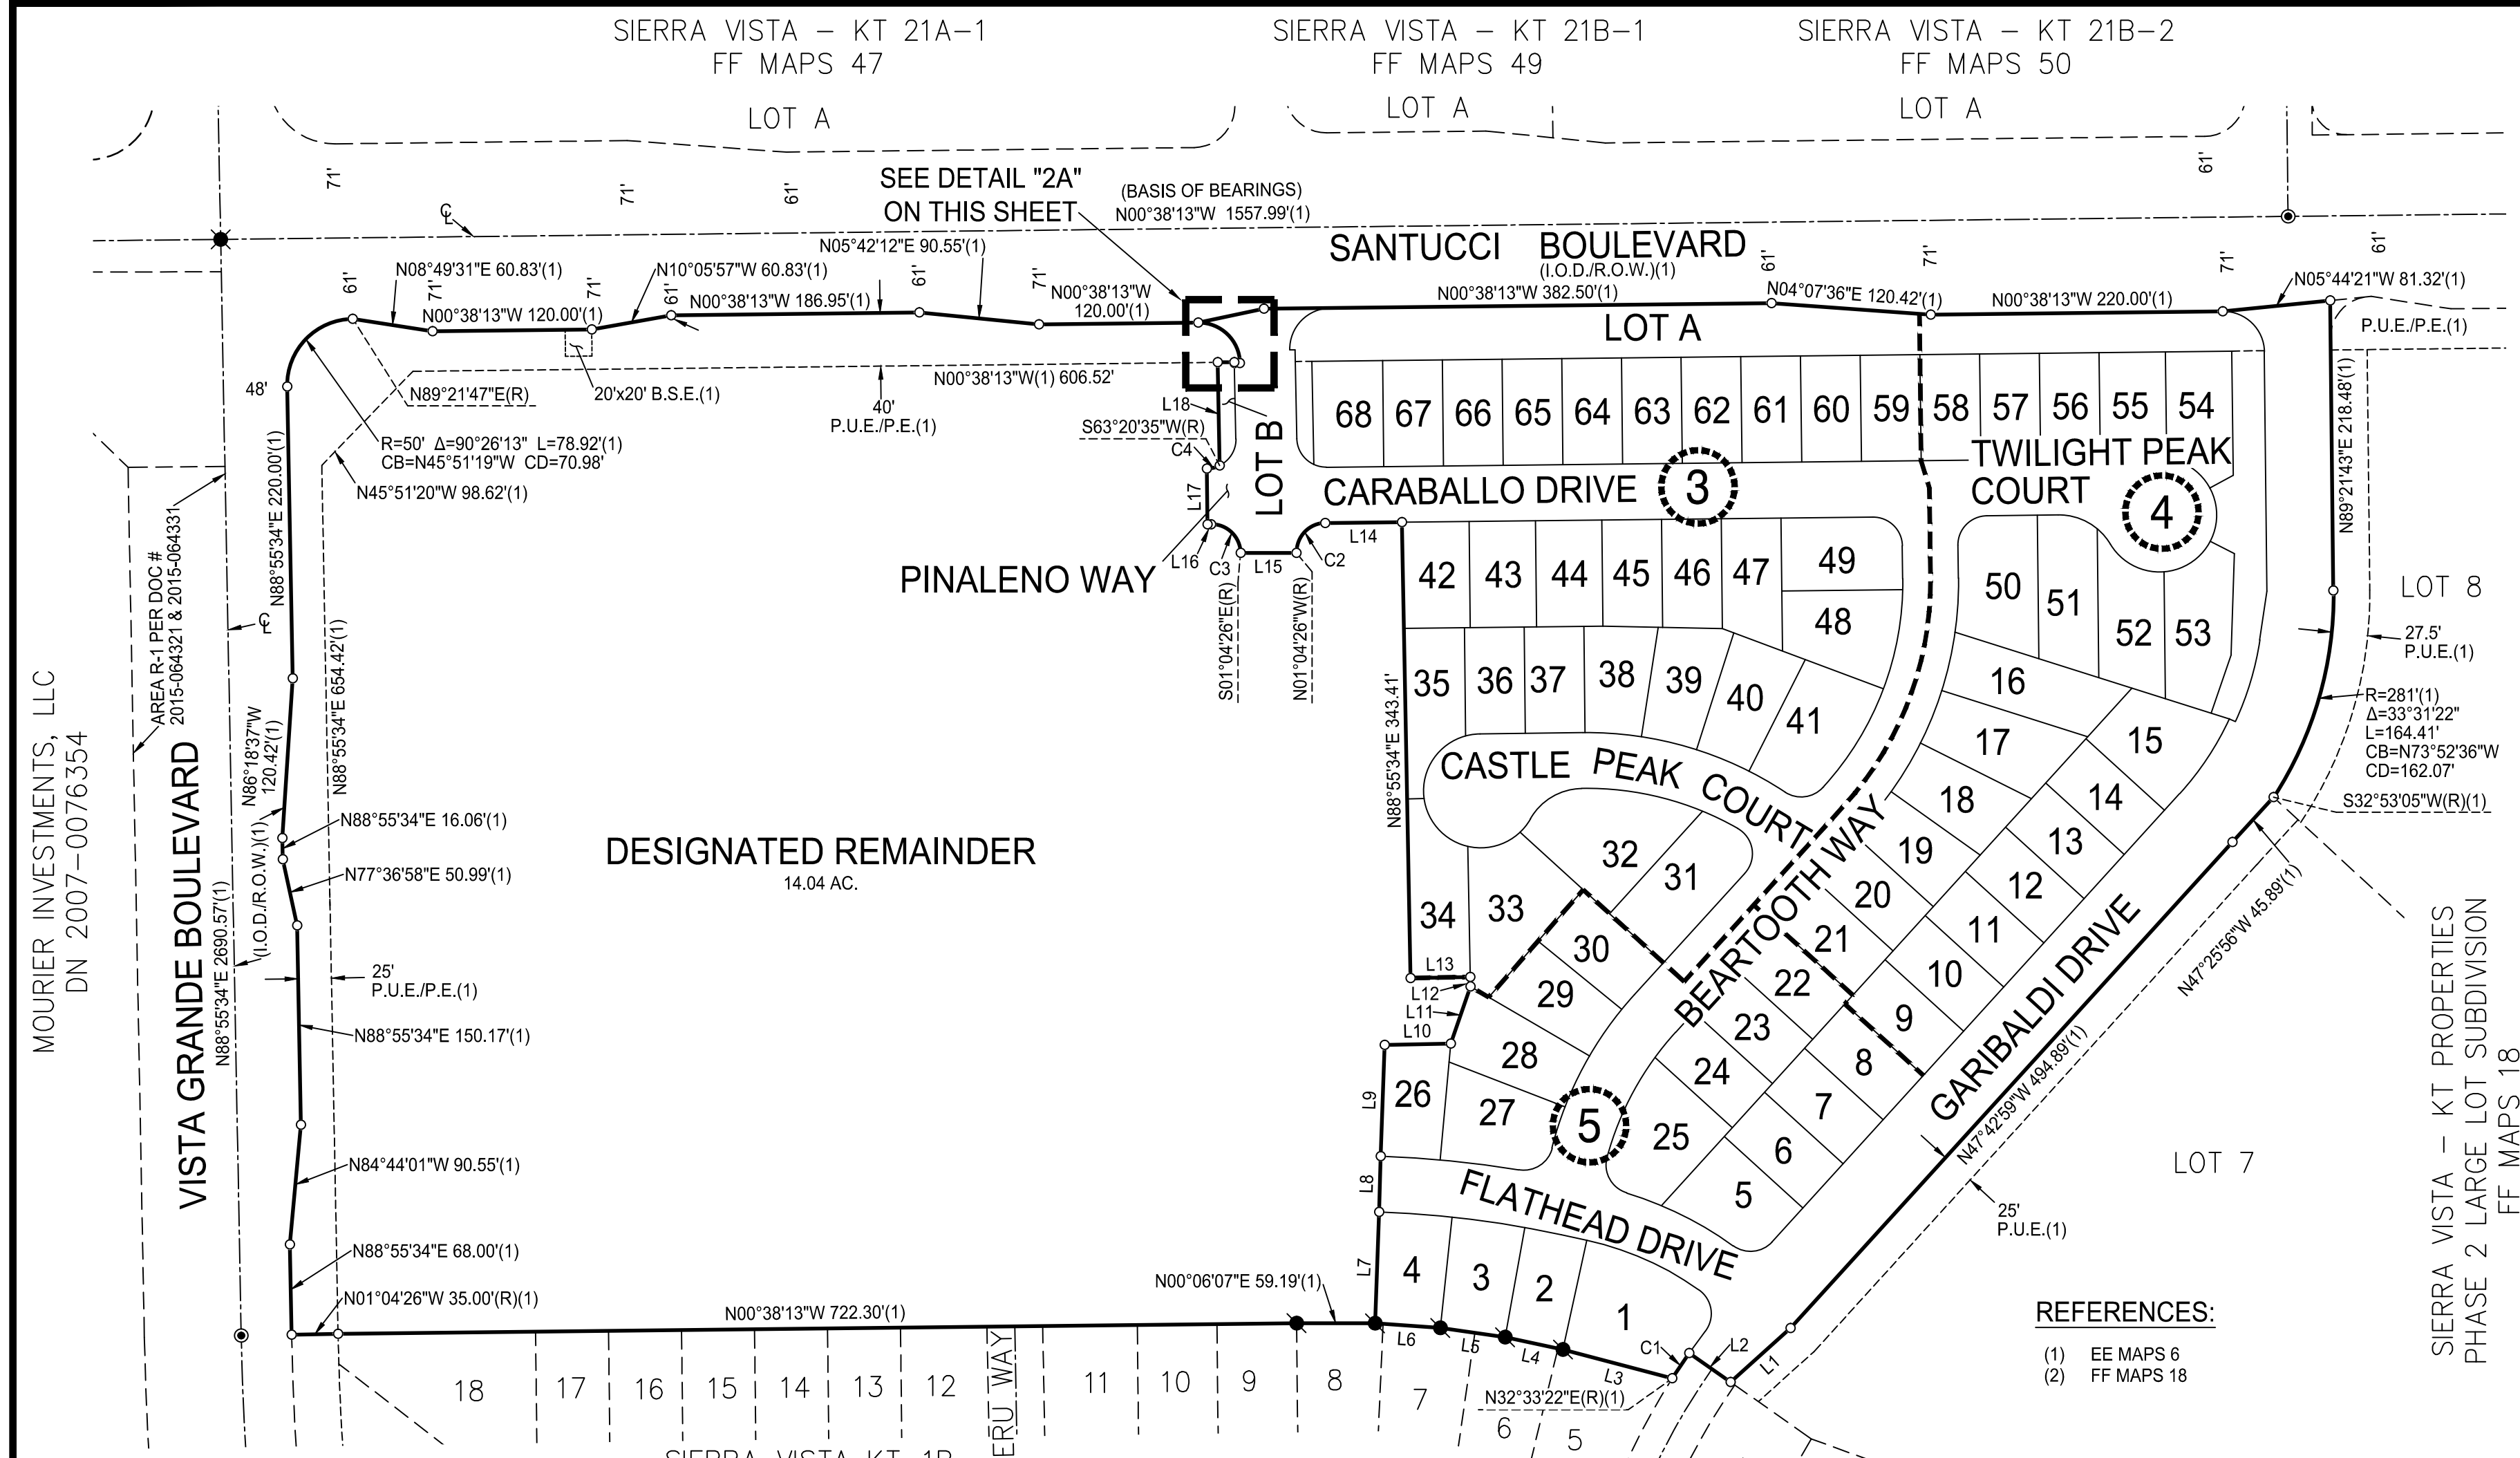 SIERRA VISTA – KT 21A–1
FF MAPS 47
SIERRA VISTA – KT 21B–1
FF MAPS 49
SIERRA VISTA – KT 21B–2
FF MAPS 50
LOT A
LOT A
LOT A
71'
71'
61'
61'
℄
SEE DETAIL "2A"
ON THIS SHEET
(BASIS OF BEARINGS)
N00°38'13"W 1557.99'(1)
SANTUCCI BOULEVARD
(I.O.D./R.O.W.)(1)
61'
71'
71'
61'
N05°44'21"W 81.32'(1)
N08°49'31"E 60.83'(1)
61'
71'
N00°38'13"W 120.00'(1)
71'
N10°05'57"W 60.83'(1)
61'
N00°38'13"W 186.95'(1)
N05°42'12"E 90.55'(1)
61'
71'
N00°38'13"W
120.00'(1)
N00°38'13"W 382.50'(1)
N04°07'36"E 120.42'(1)
N00°38'13"W 220.00'(1)
LOT A
P.U.E./P.E.(1)
48'
N89°21'47"E(R)
20'x20' B.S.E.(1)
40'
P.U.E./P.E.(1)
N00°38'13"W(1) 606.52'
R=50' Δ=90°26'13" L=78.92'(1)
CB=N45°51'19"W CD=70.98'
N45°51'20"W 98.62'(1)
L18
S63°20'35"W(R)
C4
L17
LOT B
L16
C3
L15
C2
L14
S01°04'26"E(R)
N01°04'26"W(R)
PINALENO WAY
68
67
66
65
64
63
62
61
60
59
58
57
56
55
54
CARABALLO DRIVE
3
TWILIGHT PEAK
COURT
4
N89°21'43"E 218.48'(1)
42
43
44
45
46
47
49
48
50
51
52
53
LOT 8
27.5'
P.U.E.(1)
35
36
37
38
39
40
41
16
17
15
18
14
19
13
20
12
21
11
22
10
23
9
24
8
25
7
6
5
R=281'(1)
Δ=33°31'22"
L=164.41'
CB=N73°52'36"W
CD=162.07'
S32°53'05"W(R)(1)
N88°55'34"E 343.41'
CASTLE PEAK COURT
BEARTOOTH WAY
GARIBALDI DRIVE
N47°25'56"W 45.89'(1)
N47°42'59"W 494.89'(1)
34
33
32
31
30
29
28
27
26
L13
L12
L11
L10
L9
L8
L7
5
FLATHEAD DRIVE
4
3
2
1
LOT 7
25'
P.U.E.(1)
MOURIER INVESTMENTS, LLC
DN 2007–0076354
AREA R-1 PER DOC #
2015-064321 & 2015-064331
VISTA GRANDE BOULEVARD
N88°55'34"E 2690.57'(1)
(I.O.D./R.O.W.)(1)
℄
N88°55'34"E 220.00'(1)
N88°55'34"E 654.42'(1)
N86°18'37"W
120.42'(1)
N88°55'34"E 16.06'(1)
N77°36'58"E 50.99'(1)
25'
P.U.E./P.E.(1)
N88°55'34"E 150.17'(1)
N84°44'01"W 90.55'(1)
N88°55'34"E 68.00'(1)
N01°04'26"W 35.00'(R)(1)
DESIGNATED REMAINDER
14.04 AC.
N00°38'13"W 722.30'(1)
N00°06'07"E 59.19'(1)
L6
L5
L4
L3
C1
L2
L1
N32°33'22"E(R)(1)
18
17
16
15
14
13
12
ERU WAY
11
10
9
8
7
6
5
SIERRA VISTA KT 1B
REFERENCES:
(1) EE MAPS 6
(2) FF MAPS 18
SIERRA VISTA – KT PROPERTIES
PHASE 2 LARGE LOT SUBDIVISION
FF MAPS 18